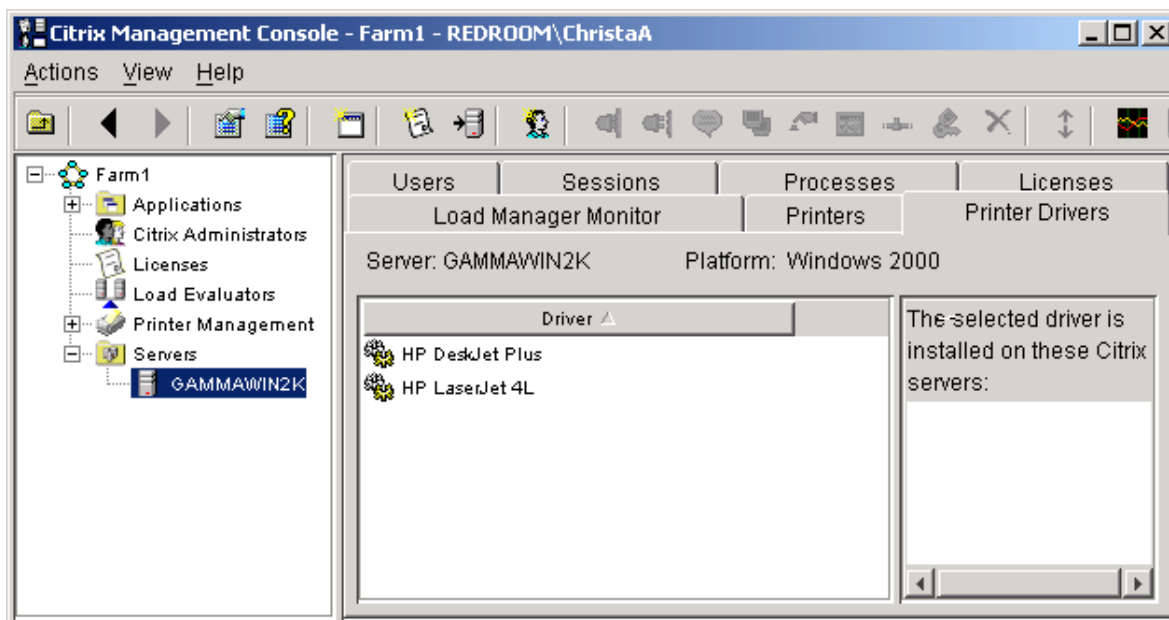 Citrix Management Console - Farm1 - REDROOM\ChristaA
Actions View Help
Farm1
Applications
Citrix Administrators
Licenses
Load Evaluators
Printer Management
Servers
GAMMAWIN2K
Users Sessions Processes Licenses
Load Manager Monitor Printers Printer Drivers
Server: GAMMAWIN2K Platform: Windows 2000
Driver
HP DeskJet Plus
HP LaserJet 4L
The selected driver is
installed on these Citrix
servers: